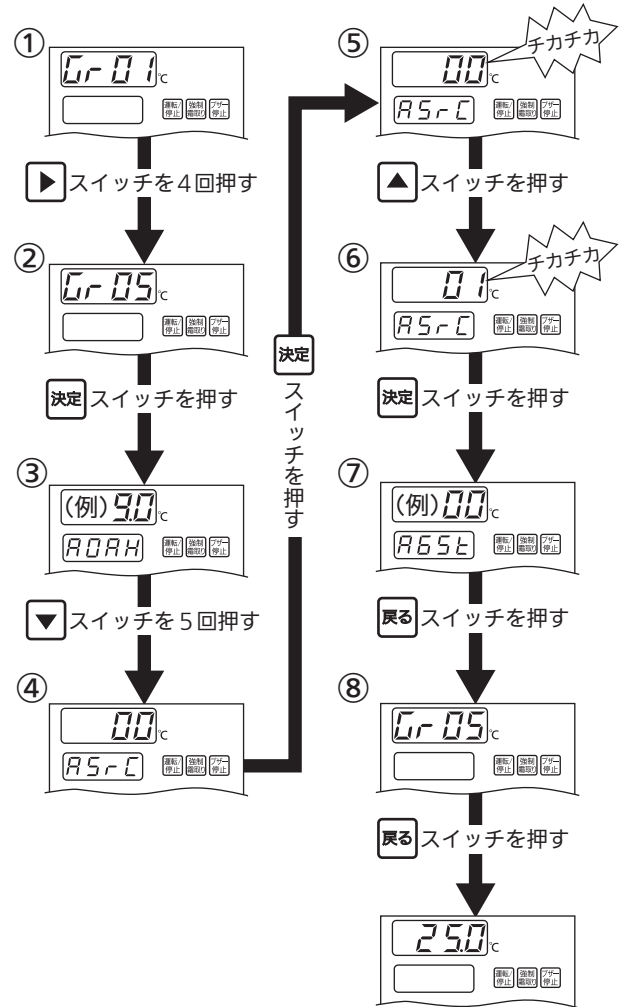 ①
Gr 01 ℃
運転/停止 強制霜取り ブザー停止
▶ スイッチを4回押す
②
Gr 05 ℃
運転/停止 強制霜取り ブザー停止
決定 スイッチを押す
③
(例) 9.0 ℃
A0AH 運転/停止 強制霜取り ブザー停止
▼ スイッチを5回押す
④
00 ℃
A5rC 運転/停止 強制霜取り ブザー停止
決定 スイッチを押す
⑤
チカチカ
00 ℃
A5rC 運転/停止 強制霜取り ブザー停止
▲ スイッチを押す
⑥
チカチカ
01 ℃
A5rC 運転/停止 強制霜取り ブザー停止
決定 スイッチを押す
⑦
(例) 00 ℃
A65t 運転/停止 強制霜取り ブザー停止
戻る スイッチを押す
⑧
Gr 05 ℃
運転/停止 強制霜取り ブザー停止
戻る スイッチを押す
25.0 ℃
運転/停止 強制霜取り ブザー停止